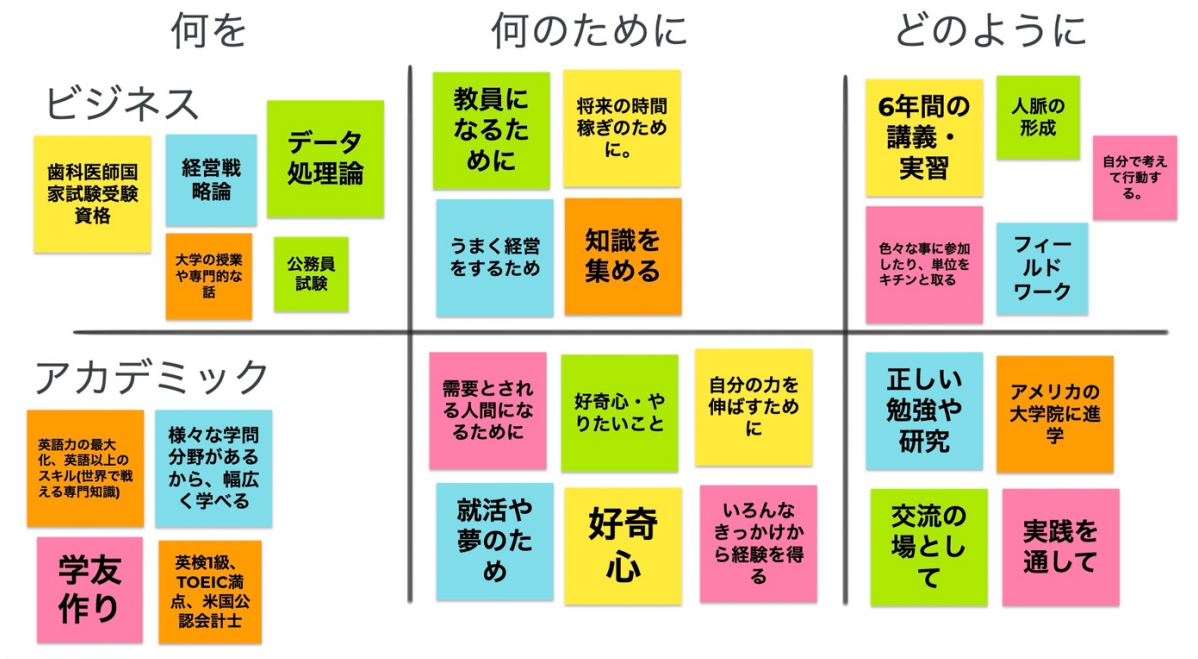 何を
何のために
どのように
ビジネス
歯科医師国
家試験受験
資格
経営戦
略論
データ
処理論
大学の授業
や専門的な
話
公務員
試験
教員に
なるた
めに
将来の時間
稼ぎのため
に。
うまく経営
をするため
知識を
集める
6年間の
講義・
実習
人脈の
形成
自分で考え
て行動す
る。
色々な事に参加
したり、単位を
キチンと取る
フィー
ルド
ワーク
アカデミック
英語力の最大
化、英語以上の
スキル(世界で戦
える専門知識)
様々な学問
分野がある
から、幅広
く学べる
学友
作り
英検1級、
TOEIC満
点、米国公
認会計士
需要とされ
る人間にな
るために
好奇心・や
りたいこと
自分の力を
伸ばすため
に
就活や
夢のた
め
好奇
心
いろんな
きっかけか
ら経験を得
る
正しい
勉強や
研究
アメリカの
大学院に進
学
交流の
場とし
て
実践を
通して